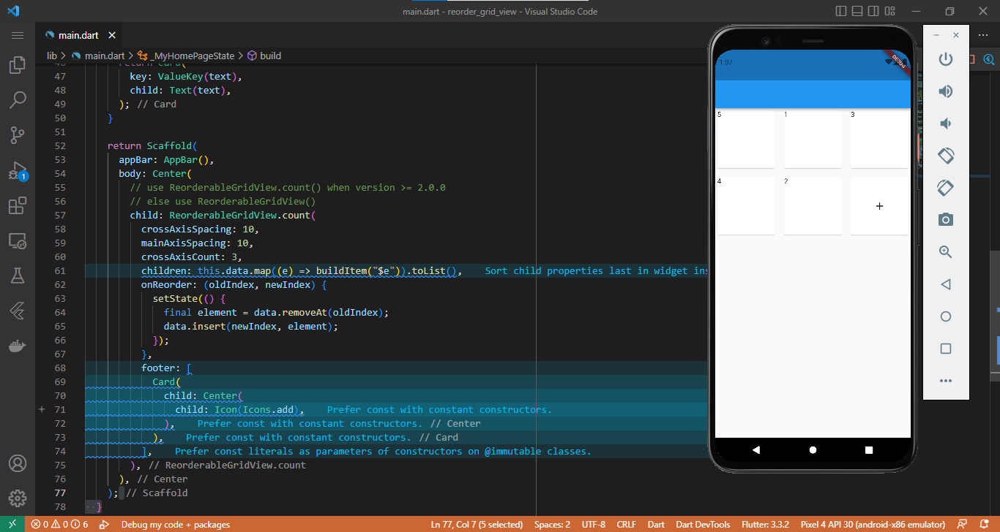 main.dart - reorder_grid_view - Visual Studio Code
main.dart
lib > main.dart > _MyHomePageState > build
46 return Card(
47 key: ValueKey(text),
48 child: Text(text),
49 ); // Card
50 }
51
52 return Scaffold(
53 appBar: AppBar(),
54 body: Center(
55 // use ReorderableGridView.count() when version >= 2.0.0
56 // else use ReorderableGridView()
57 child: ReorderableGridView.count(
58 crossAxisSpacing: 10,
59 mainAxisSpacing: 10,
60 crossAxisCount: 3,
61 children: this.data.map((e) => buildItem("$e")).toList(), Sort child properties last in widget ins
62 onReorder: (oldIndex, newIndex) {
63 setState(() {
64 final element = data.removeAt(oldIndex);
65 data.insert(newIndex, element);
66 });
67 },
68 footer: [
69 Card(
70 child: Center(
71 child: Icon(Icons.add), Prefer const with constant constructors.
72 ), Prefer const with constant constructors. // Center
73 ), Prefer const with constant constructors. // Card
74 ], Prefer const literals as parameters of constructors on @immutable classes.
75 ), // ReorderableGridView.count
76 ), // Center
77 ); // Scaffold
78 }
1
1:07
DEBUG
5 1 3
4 2 +
0 0 6 Debug my code + packages Ln 77, Col 7 (5 selected) Spaces: 2 UTF-8 CRLF Dart Dart DevTools Flutter: 3.3.2 Pixel 4 API 30 (android-x86 emulator)